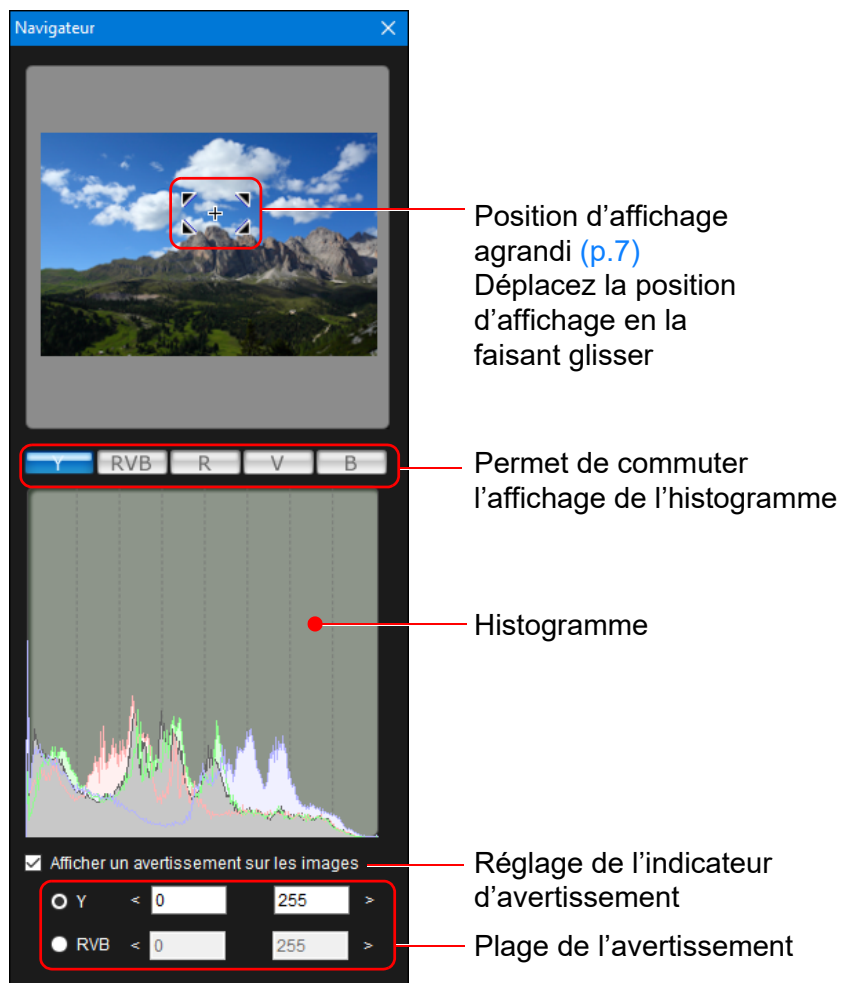 Navigateur
Position d’affichage
agrandi (p.7)
Déplacez la position
d’affichage en la
faisant glisser
Y RVB R V B
Permet de commuter
l’affichage de l’histogramme
Histogramme
Afficher un avertissement sur les images
Réglage de l’indicateur
d’avertissement
Y < 0 255 >
RVB < 0 255 >
Plage de l’avertissement